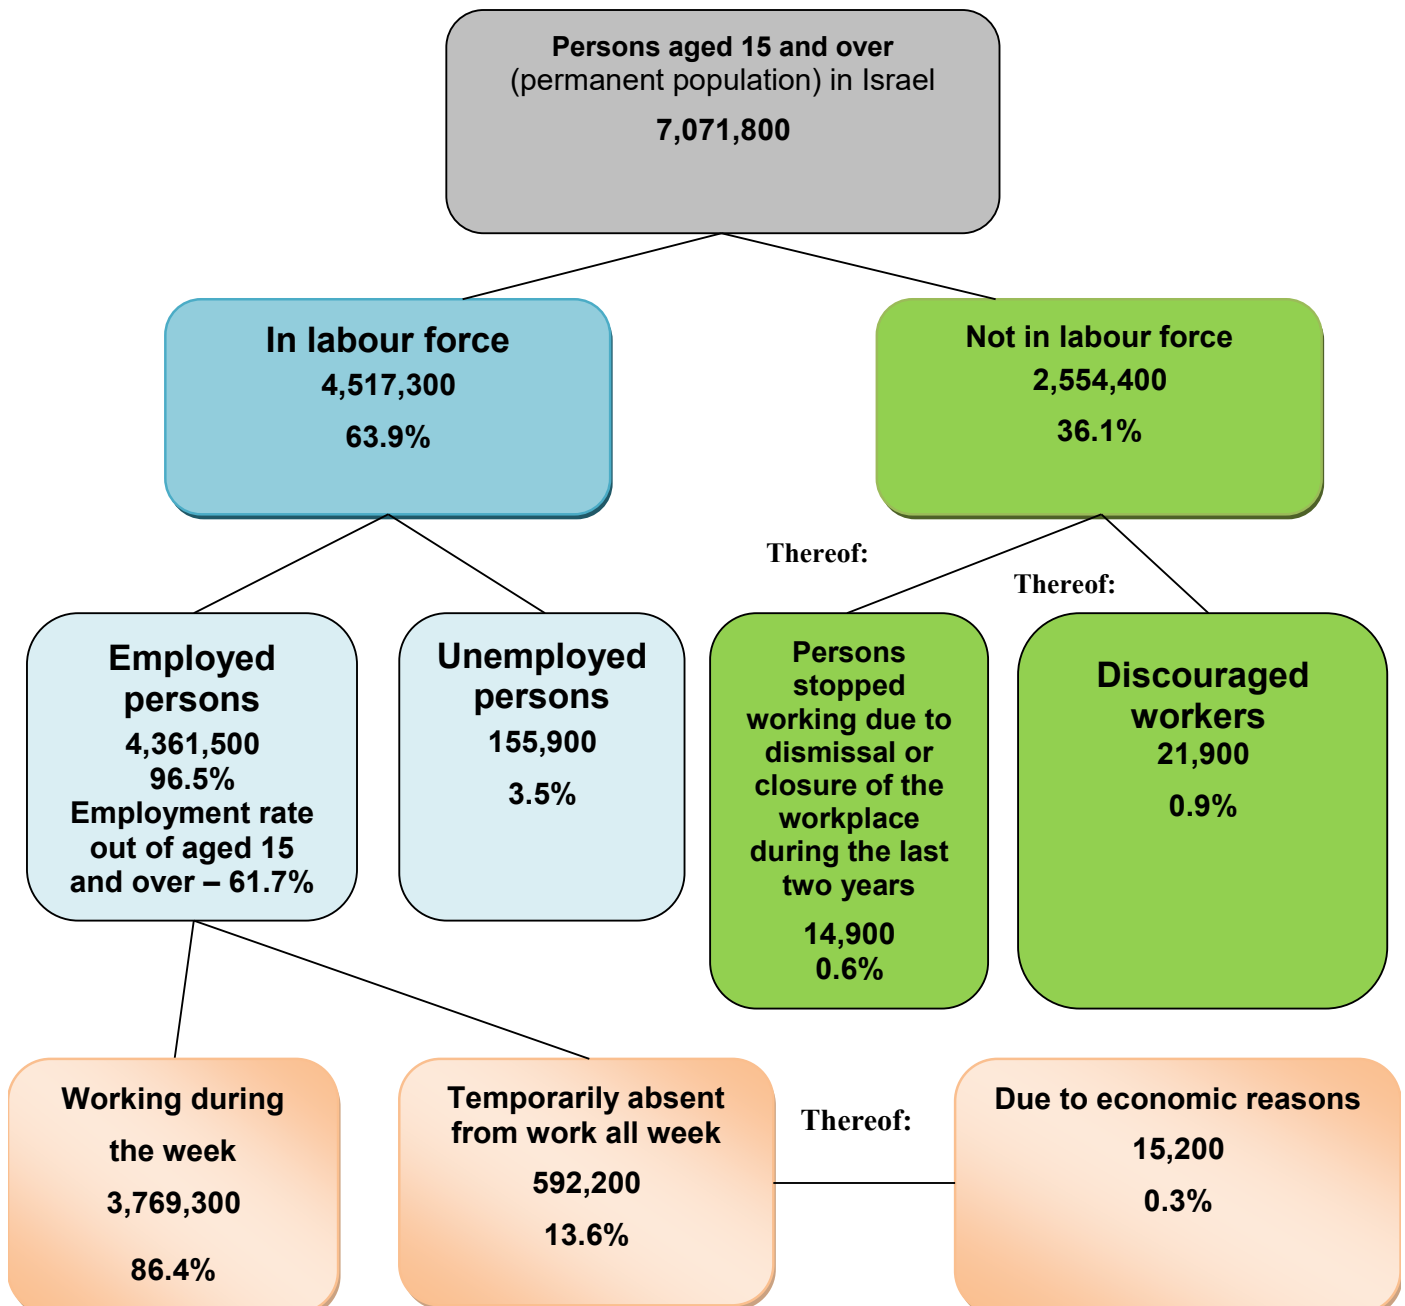 Persons aged 15 and over
(permanent population) in Israel
7,071,800
In labour force
4,517,300
63.9%
Not in labour force
2,554,400
36.1%
Thereof:
Thereof:
Employed
persons
4,361,500
96.5%
Employment rate
out of aged 15
and over – 61.7%
Unemployed
persons
155,900
3.5%
Persons
stopped
working due to
dismissal or
closure of the
workplace
during the last
two years
14,900
0.6%
Discouraged
workers
21,900
0.9%
Working during
the week
3,769,300
86.4%
Temporarily absent
from work all week
592,200
13.6%
Thereof:
Due to economic reasons
15,200
0.3%